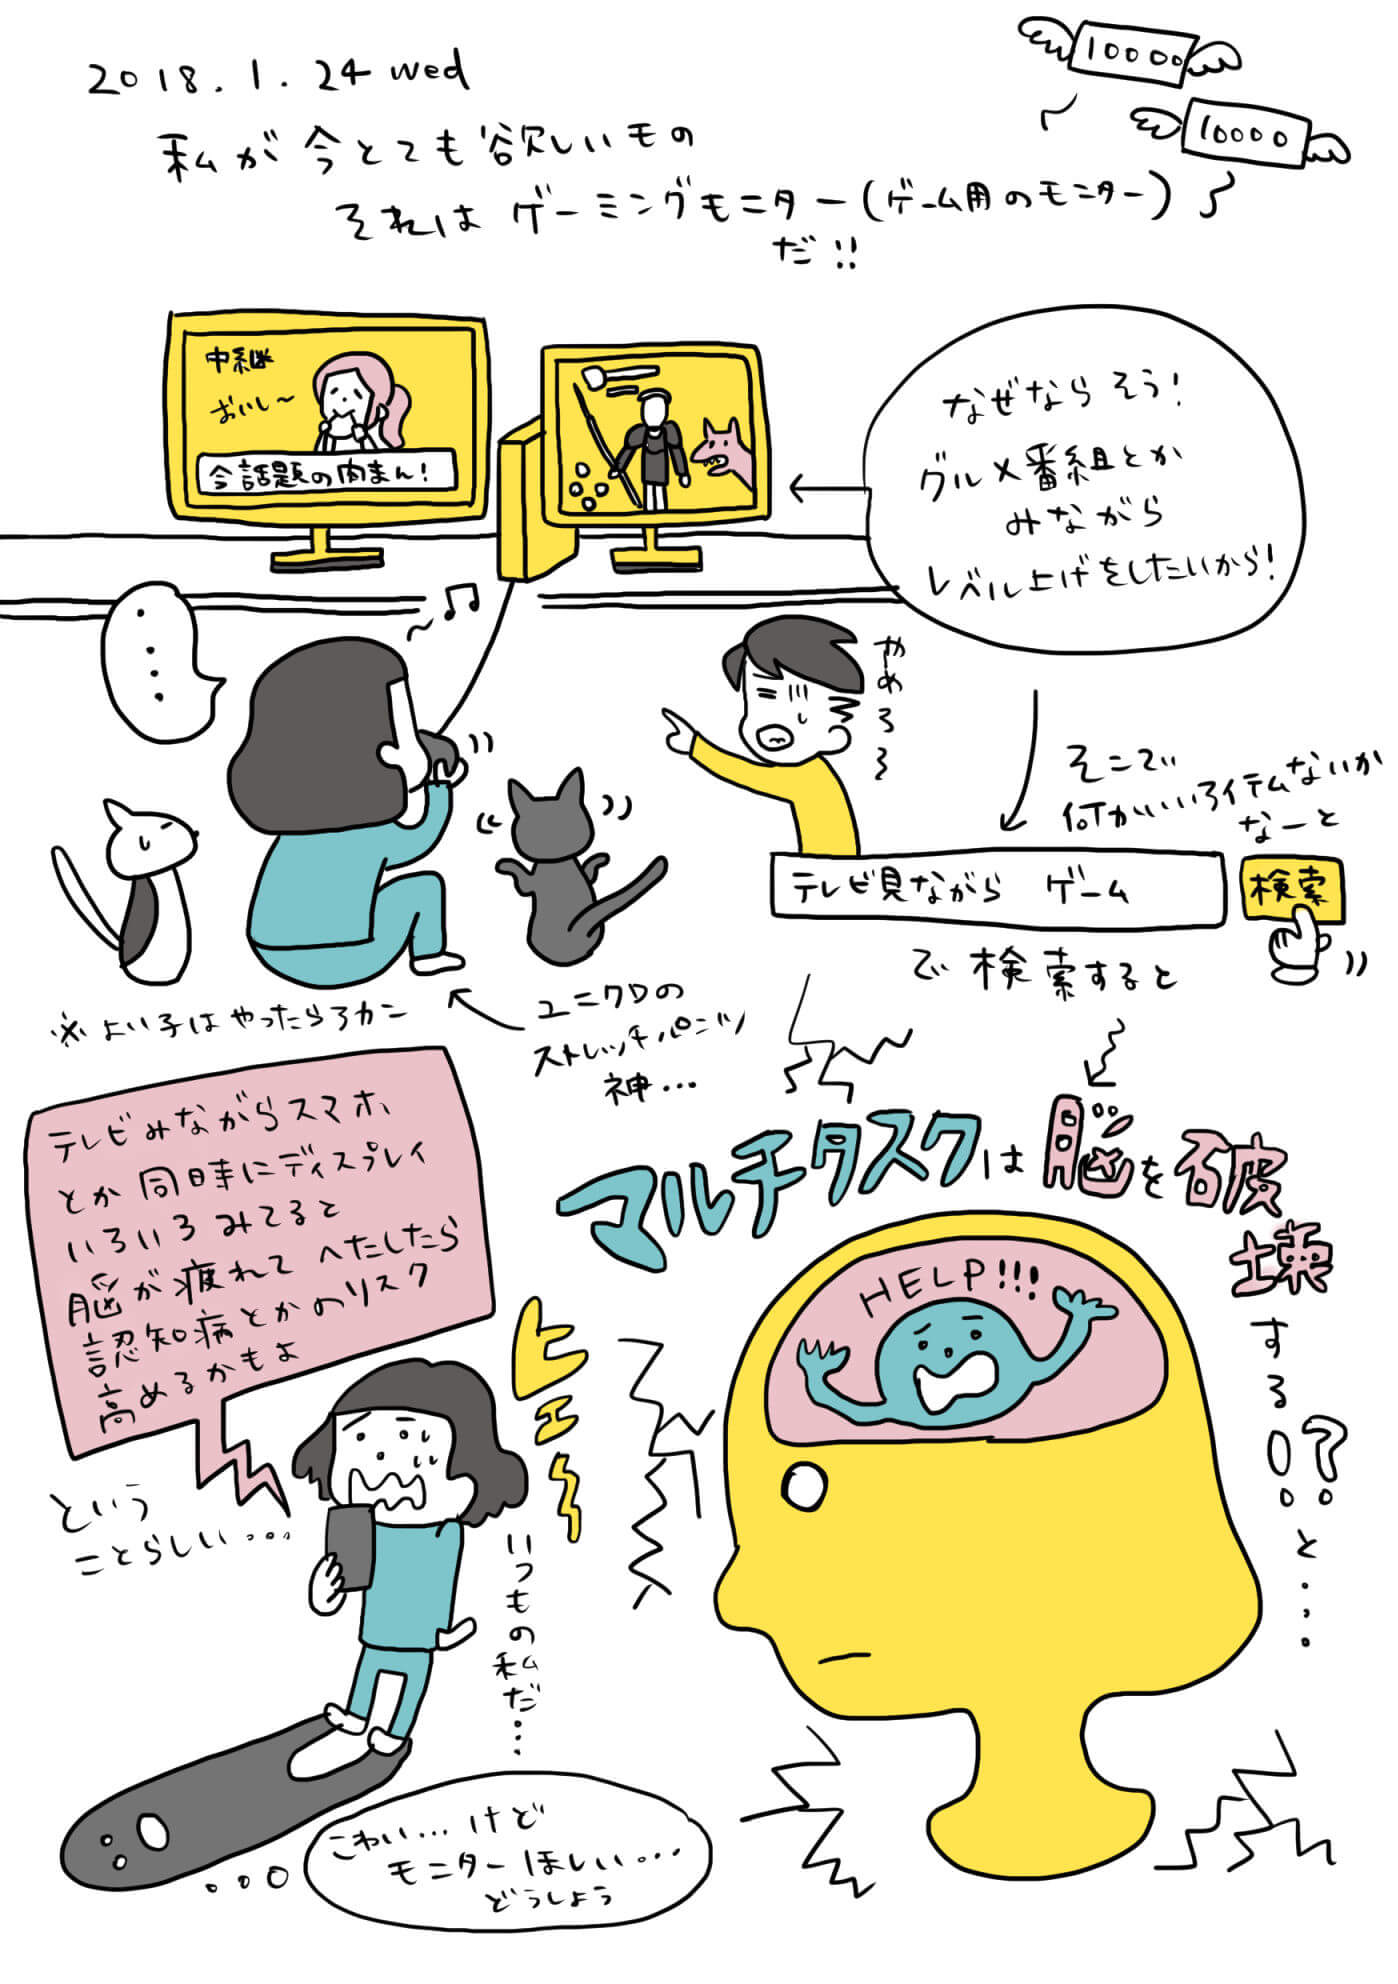 2018.1.24 wed
10000
10000
私が今とても欲しいもの
それはゲーミングモニター(ゲーム用のモニター)
だ!!
中継
おいし〜
今話題の肉まん!
なぜならそう!
グルメ番組とか
みながら
レベル上げをしたいから!
・・・・
やめろ〜
そこで
何かいいアイテムないか
なーと
テレビ見ながら ゲーム
検索
で検索すると
※よい子はやったらアカン
ユニクロの
ストレッチパンツ
神…
マルチタスクは脳を破
壊する!?と…
HELP!!!
テレビみながらスマホ、
とか同時にディスプレイ
いろいろみてると
脳が疲れてへたしたら
認知病とかのリスク
高めるかもよ
という
ことらしい…
ヒェ〜
いつもの私だ…
こわい…けど
モニターほしい…
どうしよう